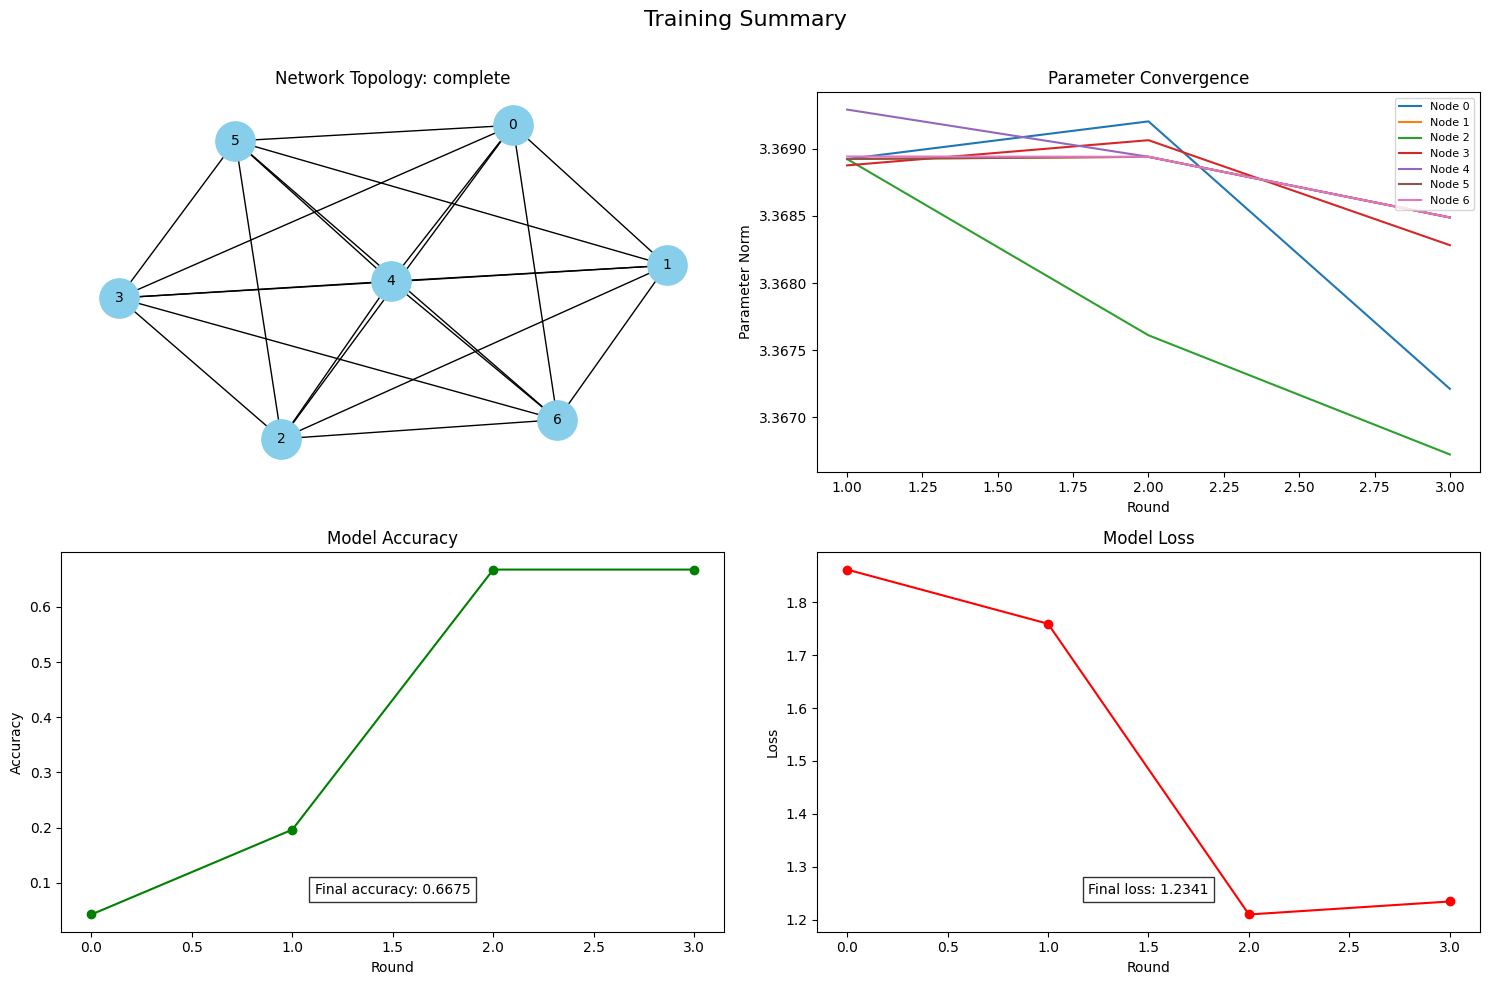 Training Summary
Network Topology: complete
0
5
1
4
3
6
2
Parameter Convergence
Node 0
Node 1
Node 2
Node 3
Node 4
Node 5
Node 6
3.3690
3.3685
3.3680
3.3675
3.3670
Parameter Norm
1.00 1.25 1.50 1.75 2.00 2.25 2.50 2.75 3.00
Round
Model Accuracy
0.6
0.5
0.4
0.3
0.2
0.1
Accuracy
Final accuracy: 0.6675
0.0 0.5 1.0 1.5 2.0 2.5 3.0
Round
Model Loss
1.8
1.7
1.6
1.5
1.4
1.3
1.2
Loss
Final loss: 1.2341
0.0 0.5 1.0 1.5 2.0 2.5 3.0
Round